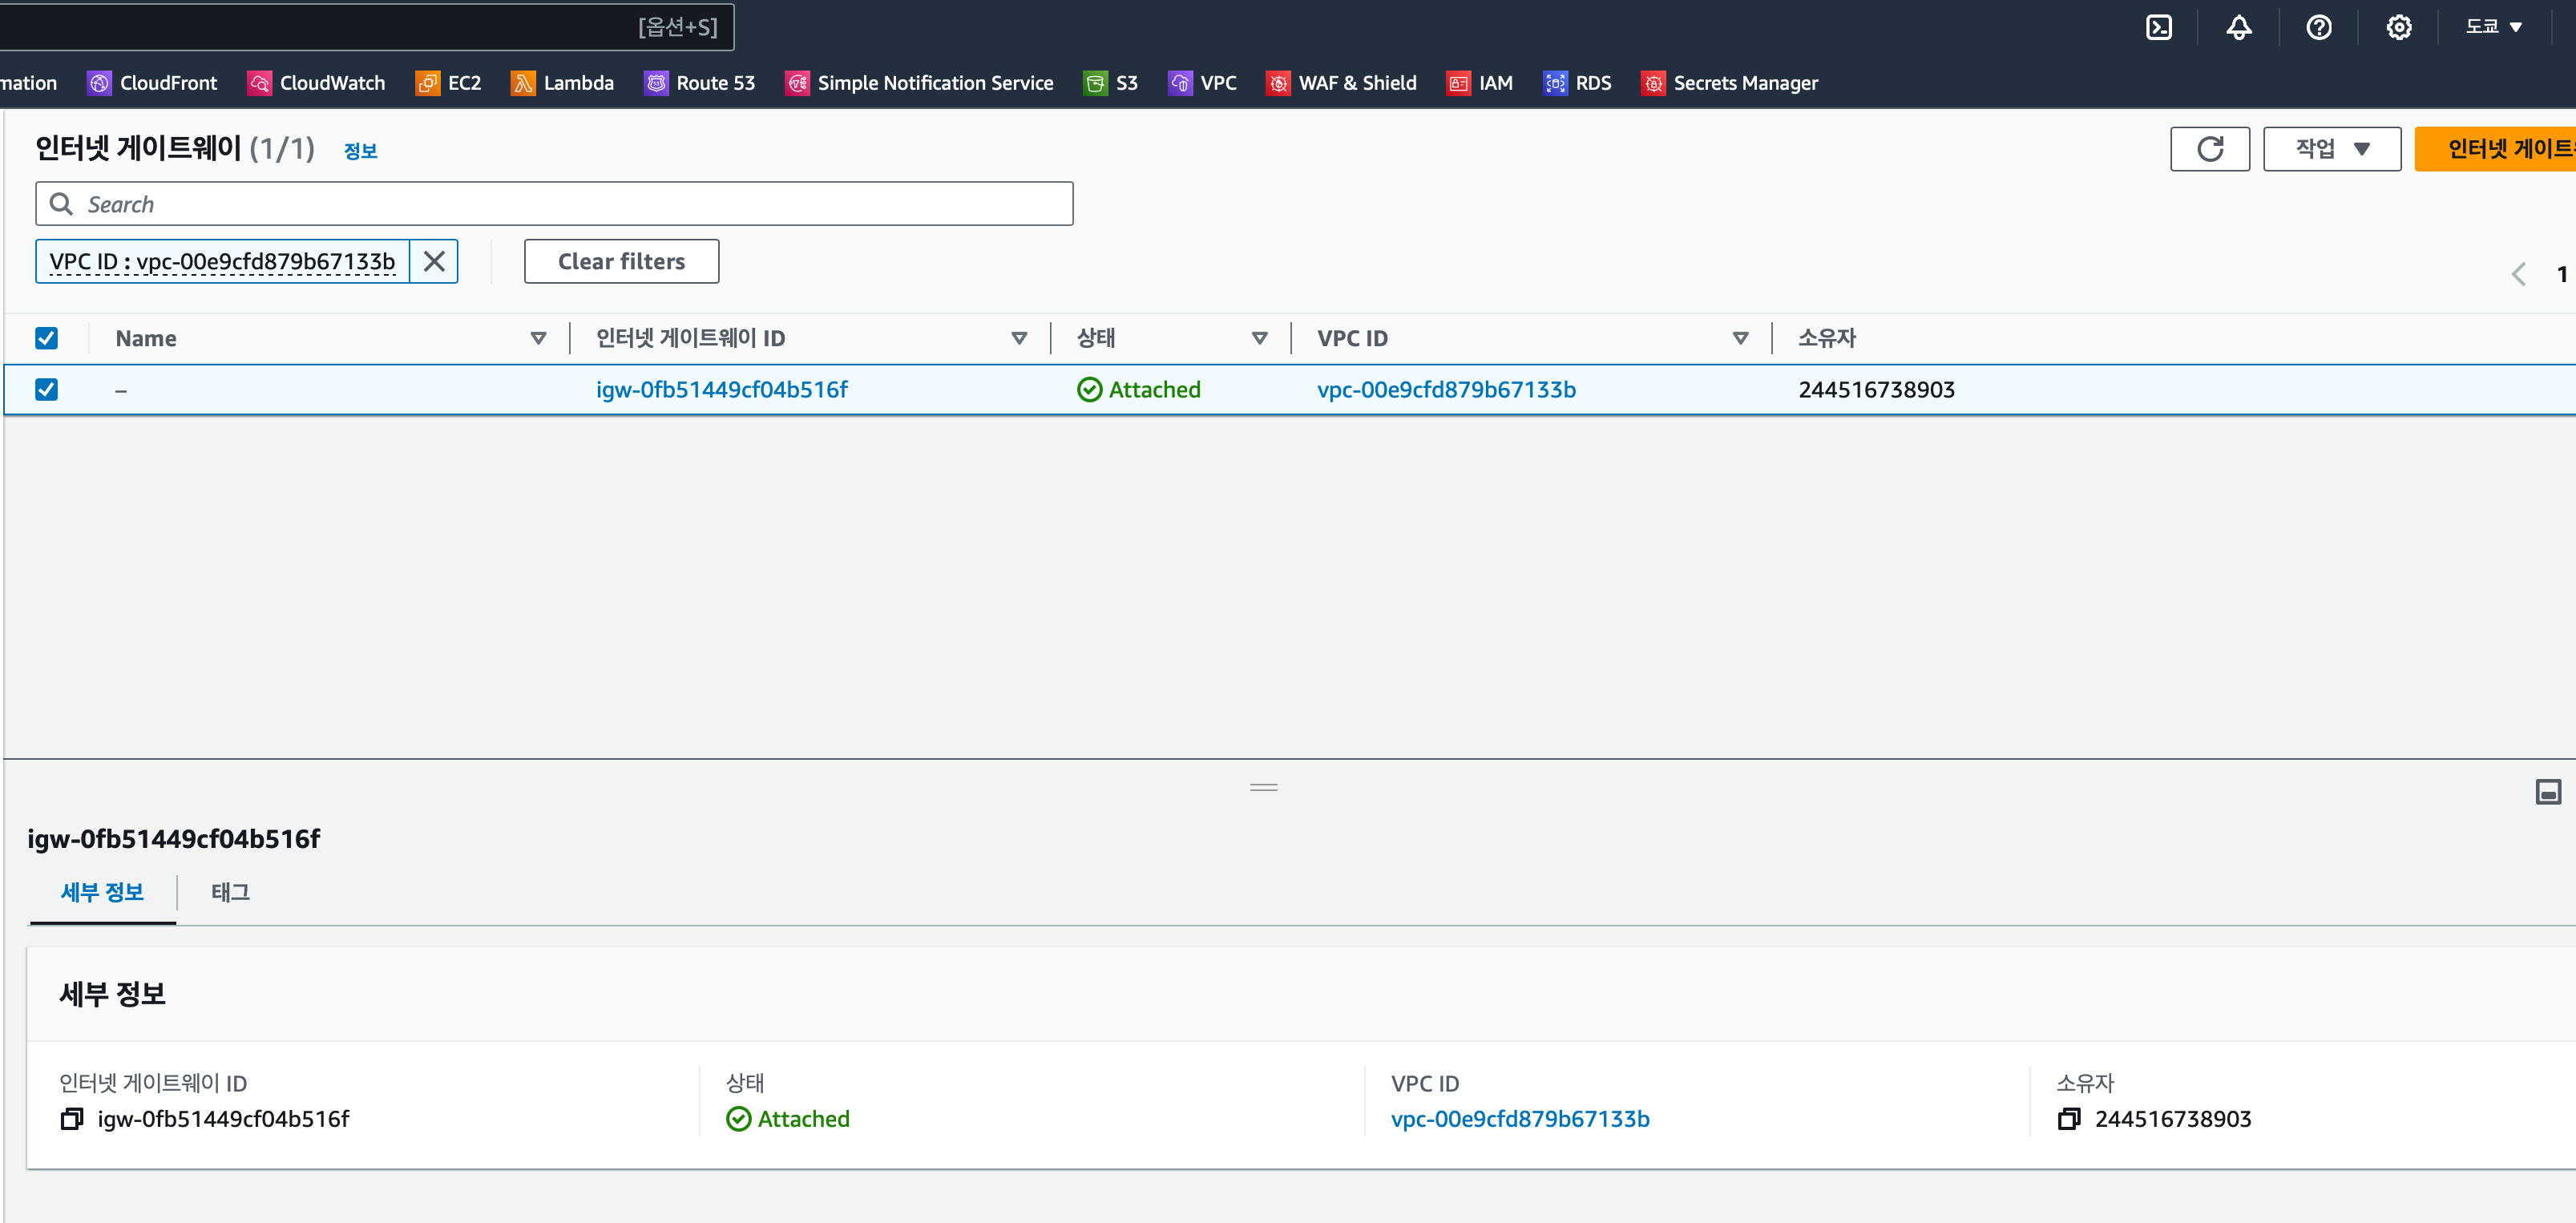 [옵션+S]
도쿄
mation CloudFront CloudWatch EC2 Lambda Route 53 Simple Notification Service S3 VPC WAF & Shield IAM RDS Secrets Manager
인터넷 게이트웨이 (1/1) 정보
작업
인터넷 게이트
Search
VPC ID : vpc-00e9cfd879b67133b
Clear filters
1
Name 인터넷 게이트웨이 ID 상태 VPC ID 소유자
– igw-0fb51449cf04b516f Attached vpc-00e9cfd879b67133b 244516738903
igw-0fb51449cf04b516f
세부 정보 태그
세부 정보
인터넷 게이트웨이 ID 상태 VPC ID 소유자
igw-0fb51449cf04b516f Attached vpc-00e9cfd879b67133b 244516738903